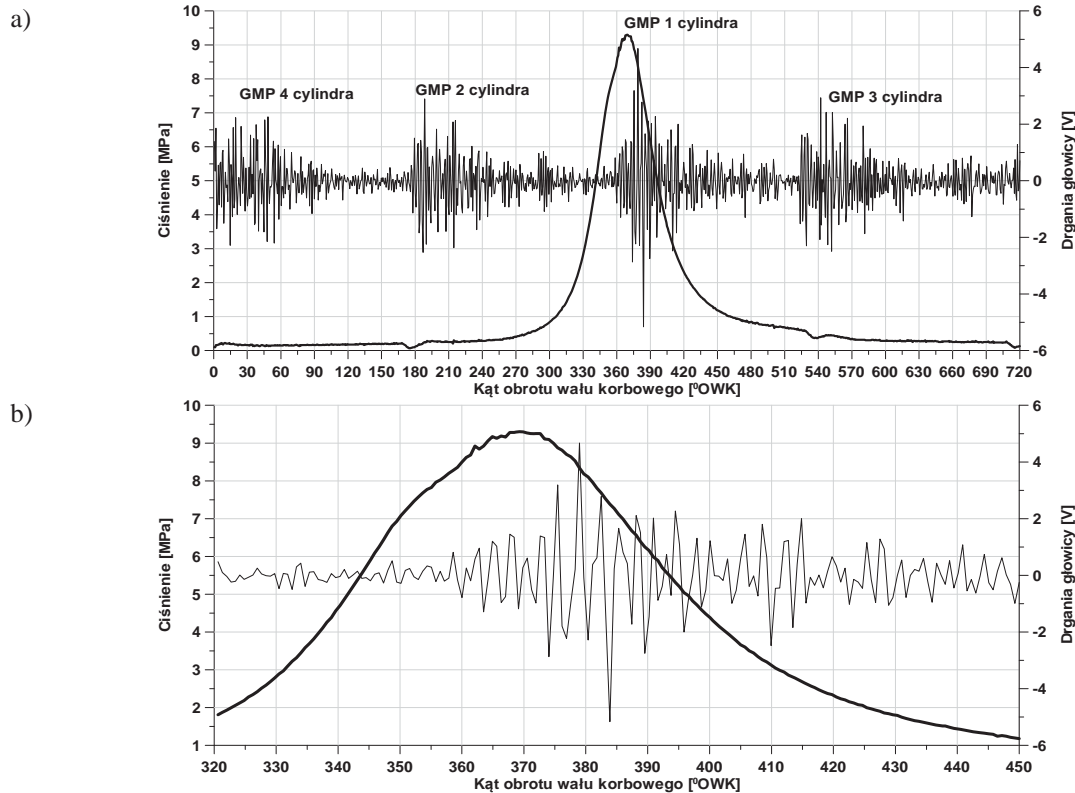 a)
GMP 1 cylindra
GMP 4 cylindra
GMP 2 cylindra
GMP 3 cylindra
Ciśnienie [MPa]
10
9
8
7
6
5
4
3
2
1
0
Drgania głowicy [V]
6
4
2
0
-2
-4
-6
0 30 60 90 120 150 180 210 240 270 300 330 360 390 420 450 480 510 540 570 600 630 660 690 720
Kąt obrotu wału korbowego [ºOWK]
b)
Ciśnienie [MPa]
10
9
8
7
6
5
4
3
2
1
Drgania głowicy [V]
6
4
2
0
-2
-4
-6
320 330 340 350 360 370 380 390 400 410 420 430 440 450
Kąt obrotu wału korbowego [ºOWK]